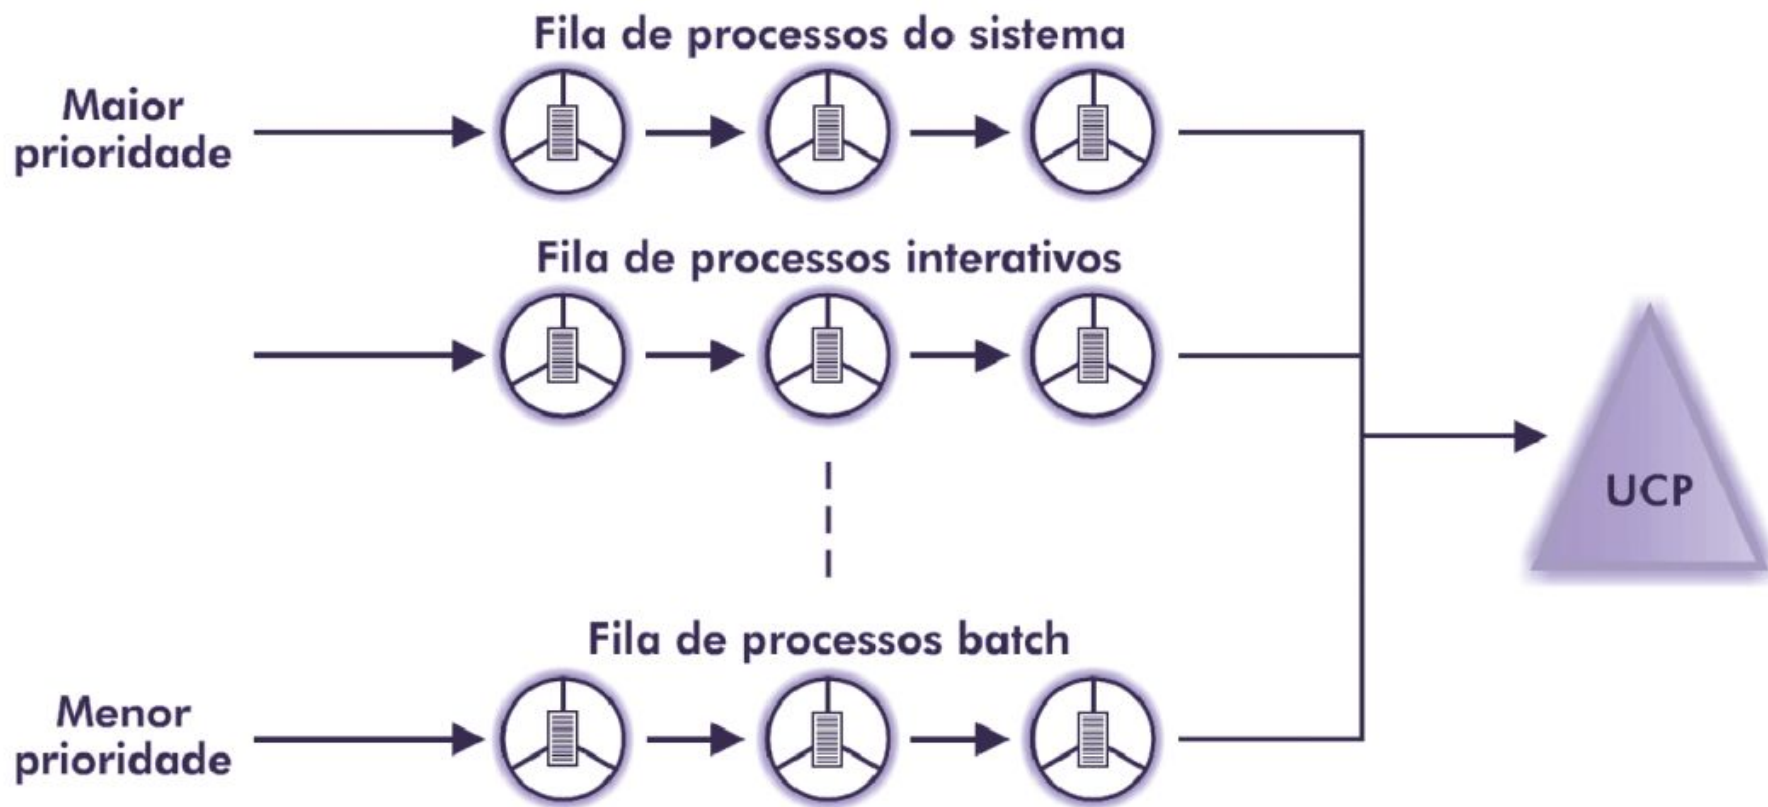 Fila de processos do sistema
Maior
prioridade
Fila de processos interativos
UCP
Fila de processos batch
Menor
prioridade